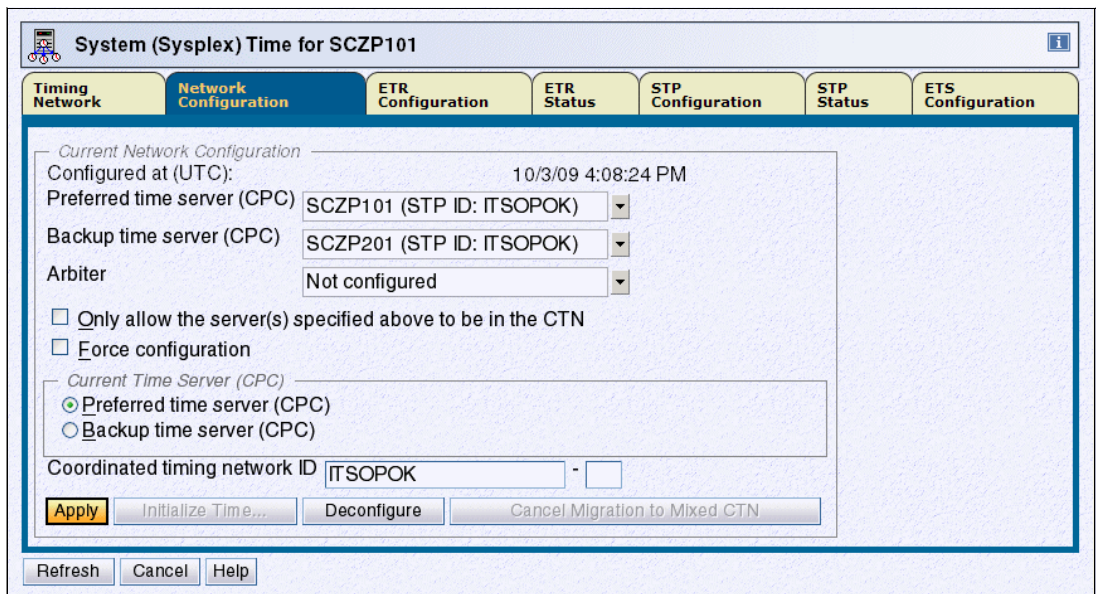 System (Sysplex) Time for SCZP101
i
Timing Network
Network Configuration
ETR Configuration
ETR Status
STP Configuration
STP Status
ETS Configuration
Current Network Configuration
Configured at (UTC): 10/3/09 4:08:24 PM
Preferred time server (CPC) SCZP101 (STP ID: ITSOPOK)
Backup time server (CPC) SCZP201 (STP ID: ITSOPOK)
Arbiter Not configured
Only allow the server(s) specified above to be in the CTN
Force configuration
Current Time Server (CPC)
Preferred time server (CPC)
Backup time server (CPC)
Coordinated timing network ID ITSOPOK -
Apply Initialize Time... Deconfigure Cancel Migration to Mixed CTN
Refresh Cancel Help